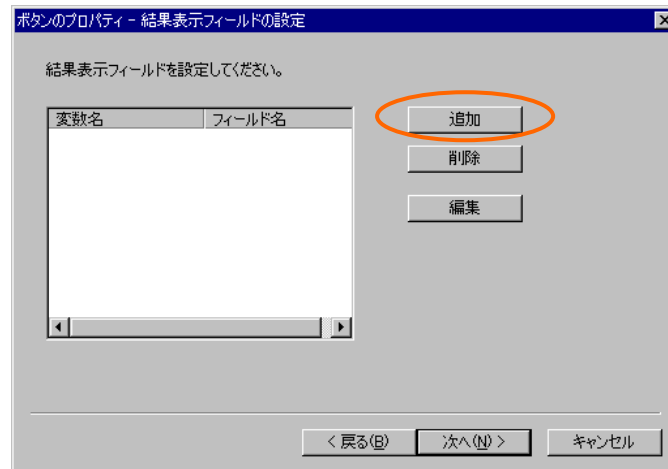 ボタンのプロパティ - 結果表示フィールドの設定
結果表示フィールドを設定してください。
変数名 フィールド名
追加
削除
編集
< 戻る(B) 次へ(N) > キャンセル